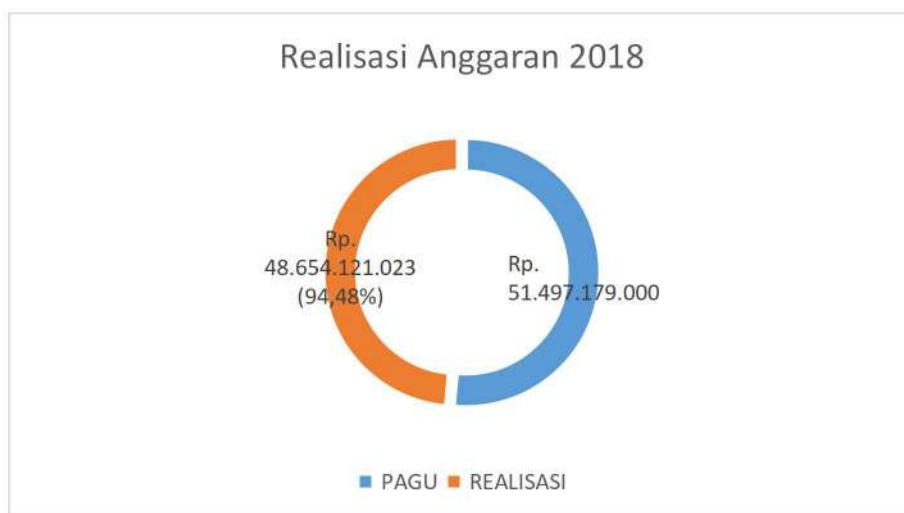 Realisasi Anggaran 2018
Rp.
48.654.121.023
(94,48%)
Rp.
51.497.179.000
PAGU REALISASI